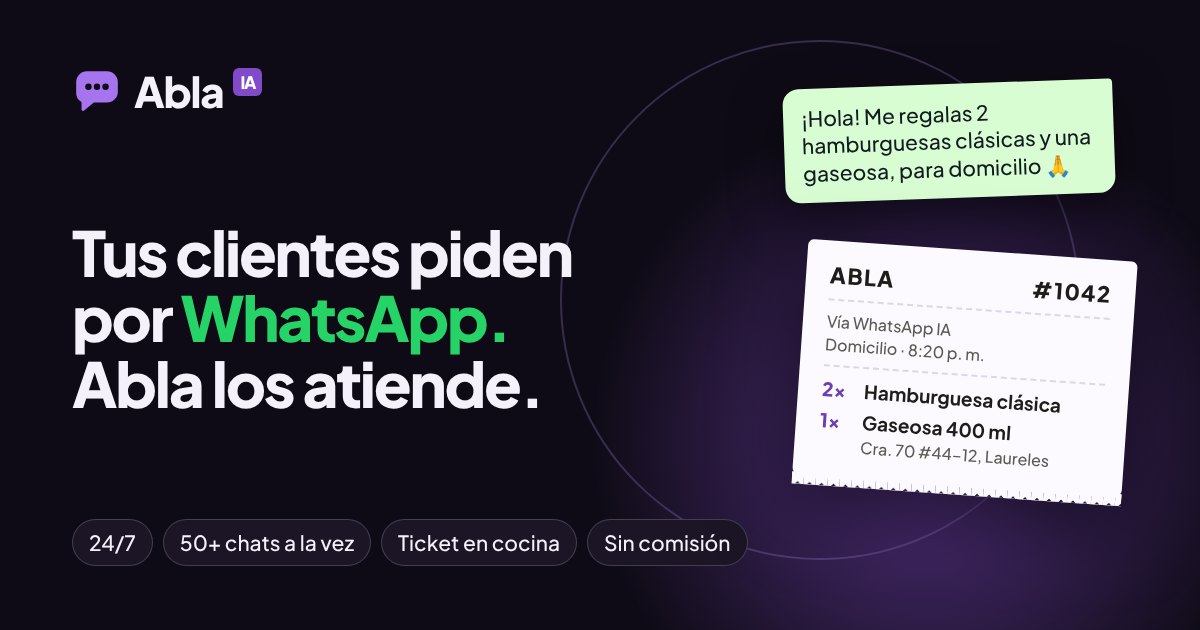 Abla IA
Tus clientes piden
por WhatsApp.
Abla los atiende.
24/7
50+ chats a la vez
Ticket en cocina
Sin comisión
¡Hola! Me regalas 2
hamburguesas clásicas y una
gaseosa, para domicilio 🙏
ABLA #1042
Vía WhatsApp IA
Domicilio · 8:20 p. m.
2× Hamburguesa clásica
1× Gaseosa 400 ml
Cra. 70 #44–12, Laureles